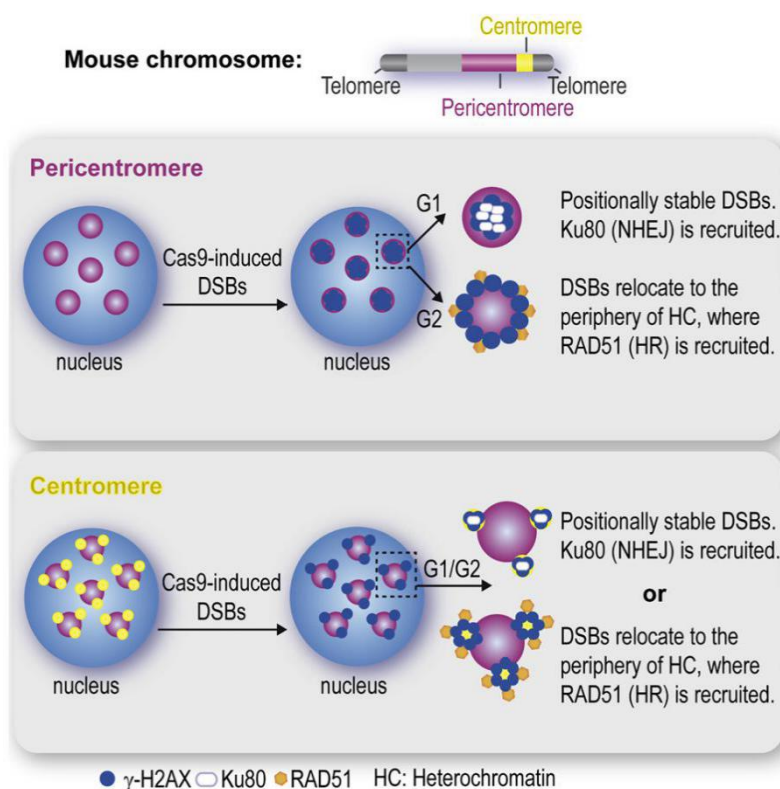 Centromere
Mouse chromosome:
Telomere
Telomere
Pericentromere
Pericentromere
Cas9-induced
DSBs
nucleus
nucleus
G1
G2
Positionally stable DSBs.
Ku80 (NHEJ) is recruited.
DSBs relocate to the
periphery of HC, where
RAD51 (HR) is recruited.
Centromere
Cas9-induced
DSBs
nucleus
nucleus
G1/G2
Positionally stable DSBs.
Ku80 (NHEJ) is recruited.
or
DSBs relocate to the
periphery of HC, where
RAD51 (HR) is recruited.
γ-H2AX Ku80 RAD51 HC: Heterochromatin